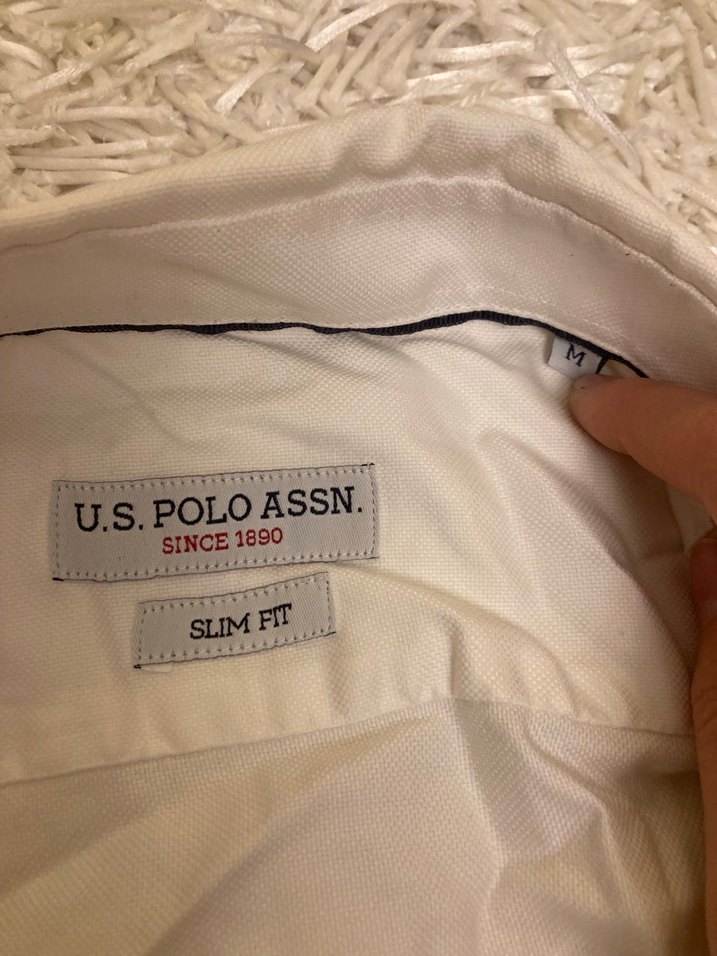 M
U.S. POLO ASSN.
SINCE 1890
SLIM FIT